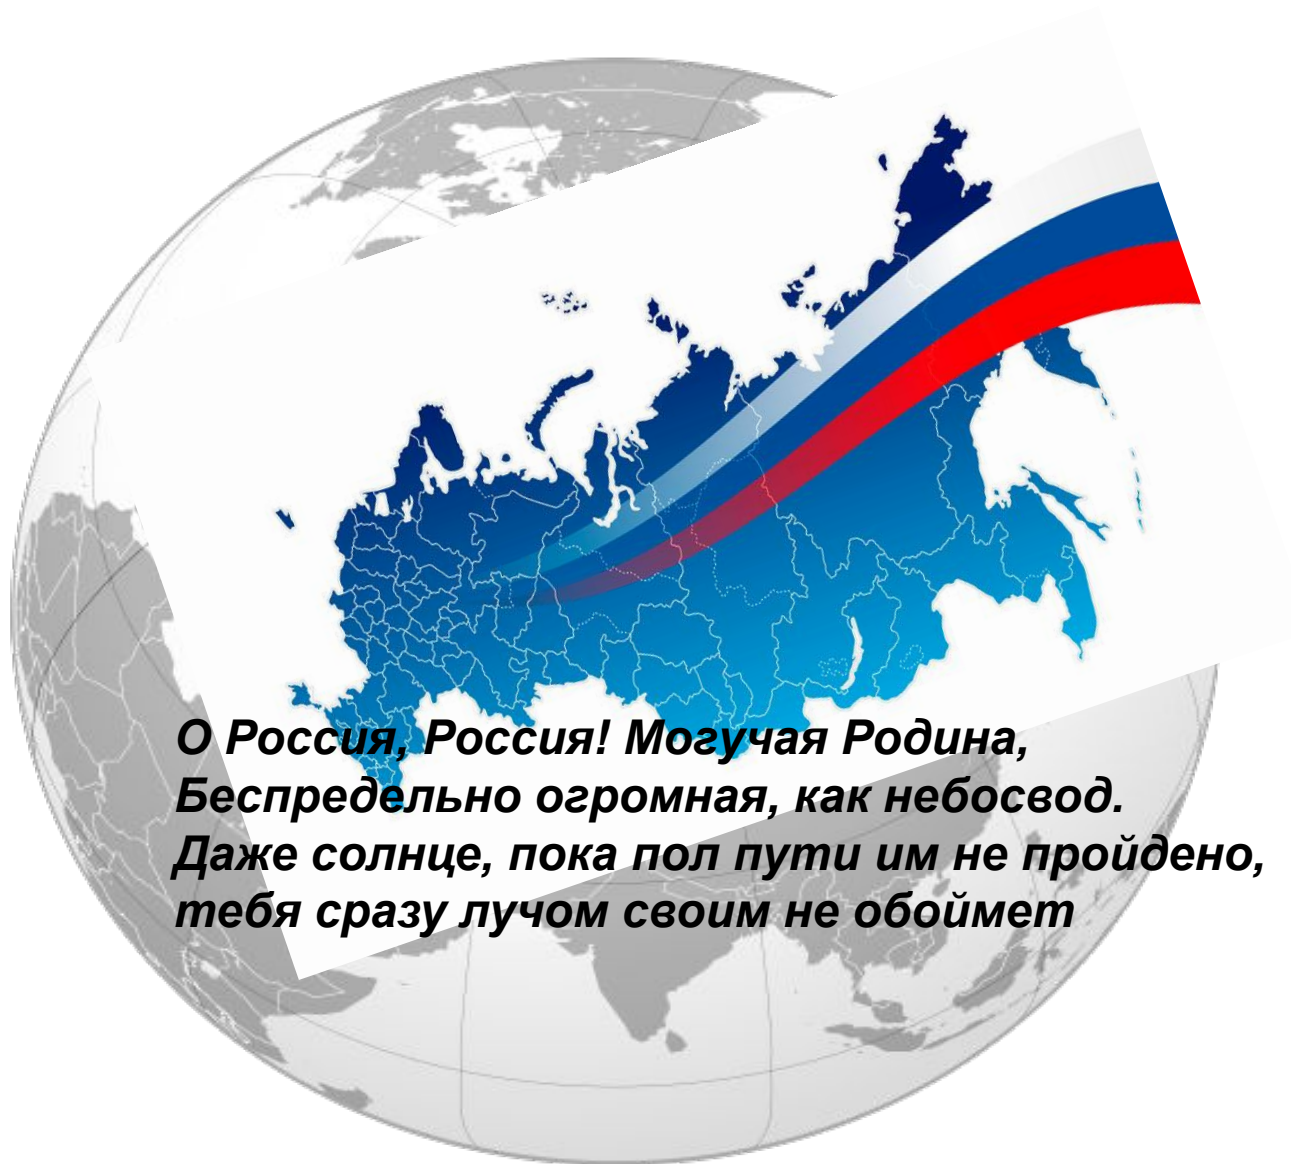 О Россия, Россия! Могучая Родина,
Беспредельно огромная, как небосвод.
Даже солнце, пока пол пути им не пройдено,
тебя сразу лучом своим не обоймет